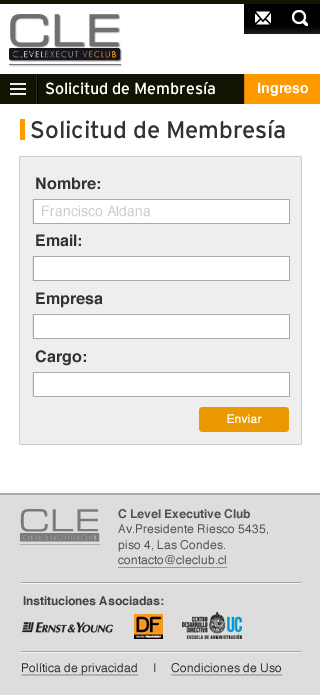 CLE
C.LEVELEXECUTIVECLUB
Solicitud de Membresía
Ingreso
Solicitud de Membresía
Nombre:
Francisco Aldana
Email:
Empresa
Cargo:
Enviar
CLE
C.LEVELEXECUTIVECLUB
C Level Executive Club
Av.Presidente Riesco 5435,
piso 4, Las Condes.
contacto@cleclub.cl
Instituciones Asociadas:
ERNST & YOUNG
DF
CENTRO
DESARROLLO
DIRECTIVO
UC
ESCUELA DE ADMINISTRACIÓN
Política de privacidad | Condiciones de Uso